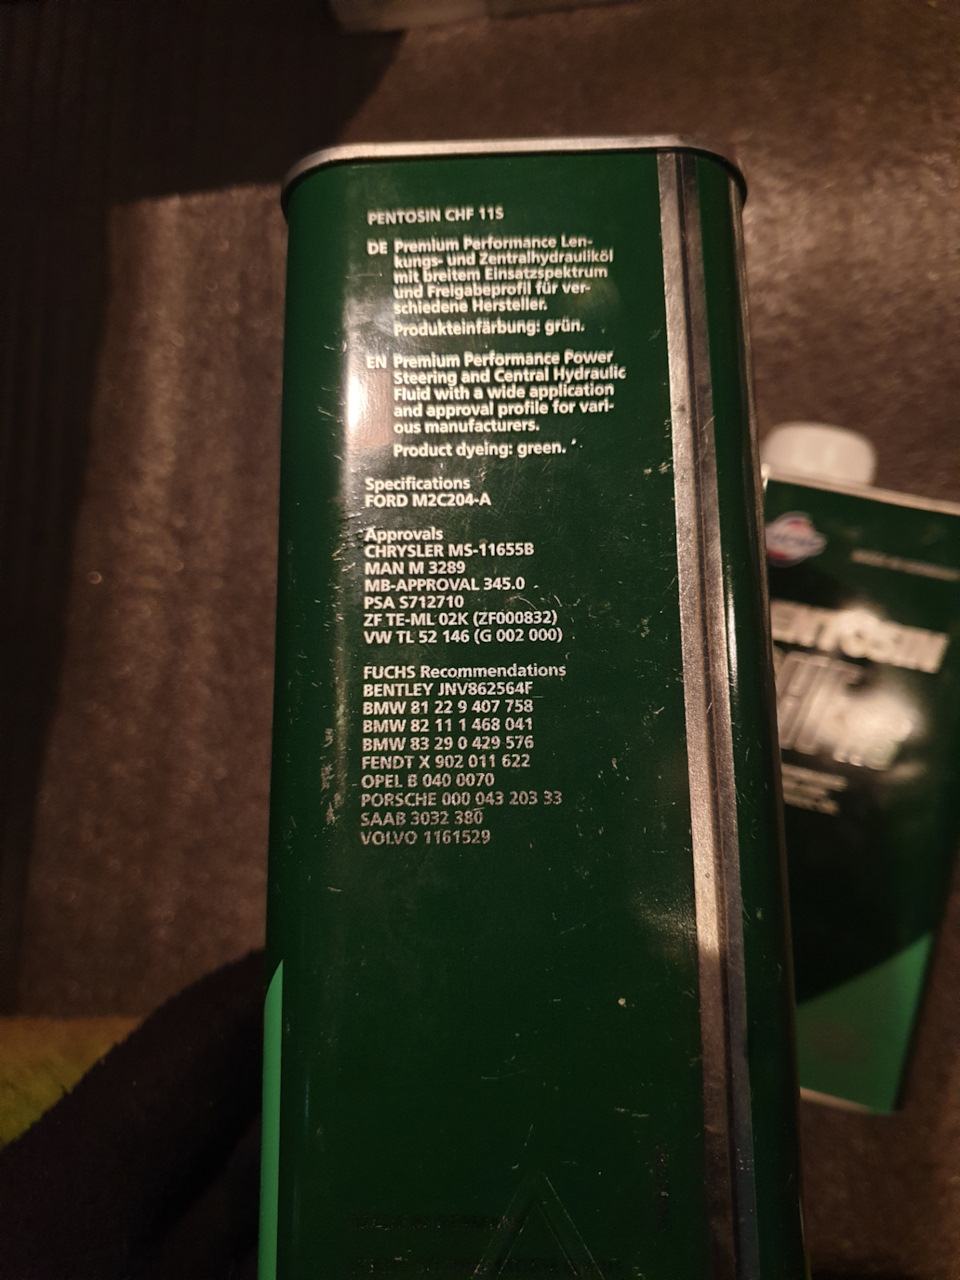 PENTOSIN CHF 11S
DE Premium Performance Len-
kungs- und Zentralhydrauliköl
mit breitem Einsatzspektrum
und Freigabeprofil für ver-
schiedene Hersteller.
Produkteinfärbung: grün.
EN Premium Performance Power
Steering and Central Hydraulic
Fluid with a wide application
and approval profile for vari-
ous manufacturers.
Product dyeing: green.
Specifications
FORD M2C204-A
Approvals
CHRYSLER MS-11655B
MAN M 3289
MB-APPROVAL 345.0
PSA S712710
ZF TE-ML 02K (ZF000832)
VW TL 52 146 (G 002 000)
FUCHS Recommendations
BENTLEY JNV862564F
BMW 81 22 9 407 758
BMW 82 11 1 468 041
BMW 83 29 0 429 576
FENDT X 902 011 622
OPEL B 040 0070
PORSCHE 000 043 203 33
SAAB 3032 380
VOLVO 1161529
MADE IN GERMANY